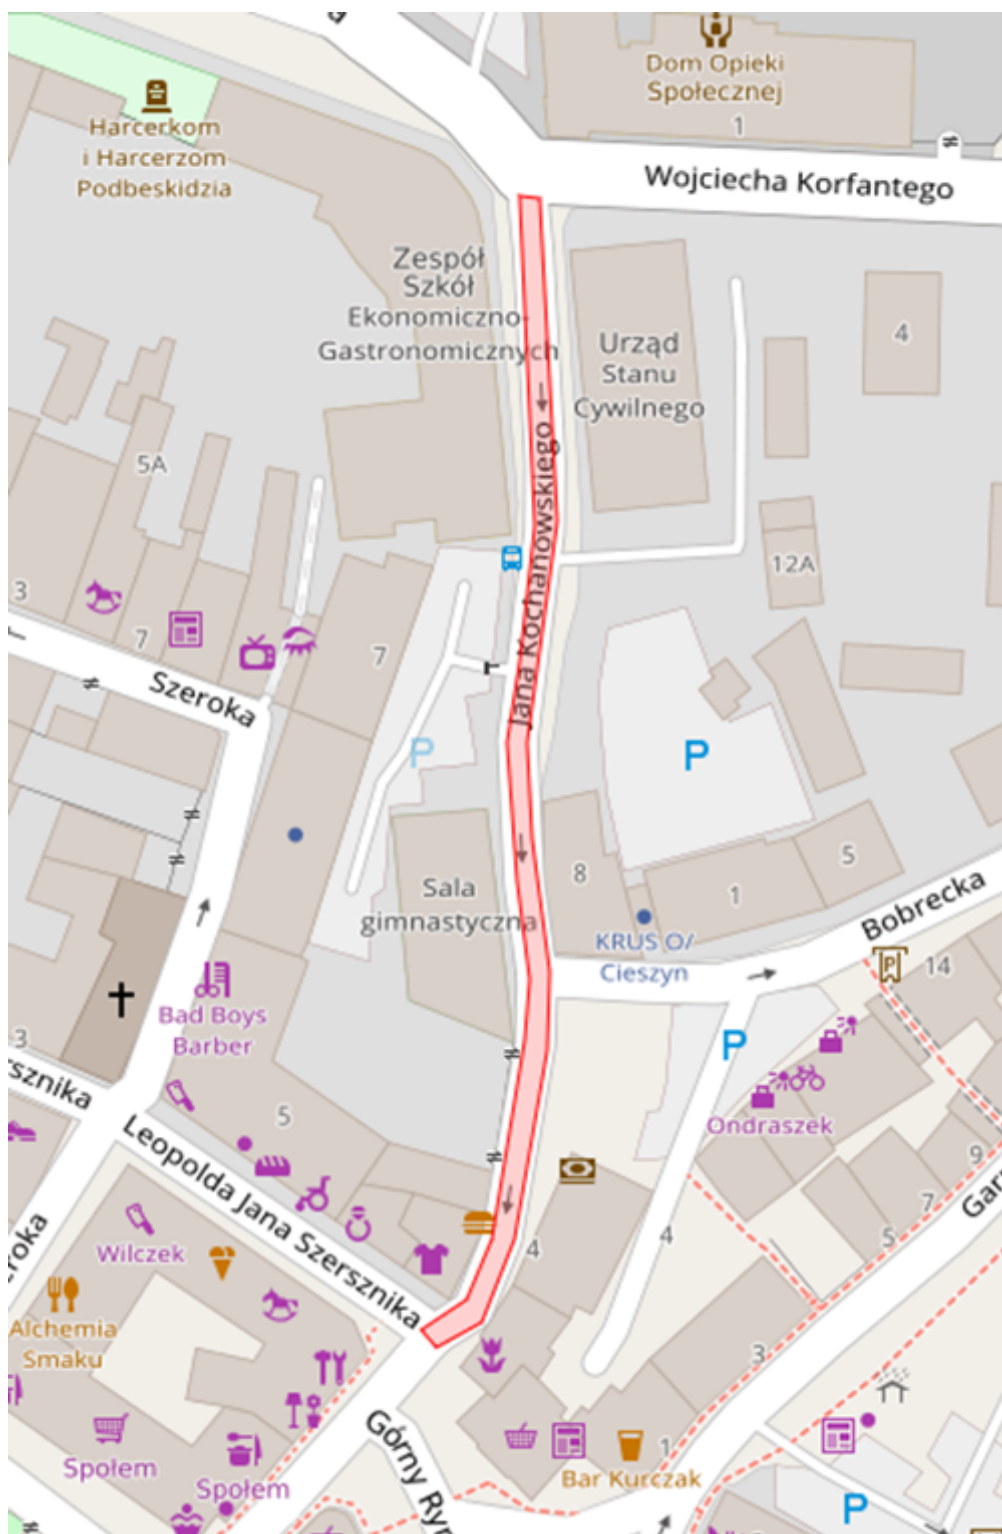 Dom Opieki
Społecznej
1
Harcerkom
i Harcerzom
Podbeskidzia
Wojciecha Korfantego
Zespół
Szkół
Ekonomiczno-
Gastronomicznych
Urząd
Stanu
Cywilnego
4
5A
Jana Kochanowskiego
12A
3
7
7
Szeroka
P
P
8
5
1
Sala
gimnastyczna
KRUS O/
Cieszyn
Bobrecka
P
14
Bad Boys
Barber
3
P
5
Ondraszek
Leopolda Jana Szersznika
9
7
5
4
4
Wilczek
Alchemia
Smaku
3
Górny Ryn
1
Społem
Społem
Bar Kurczak
P